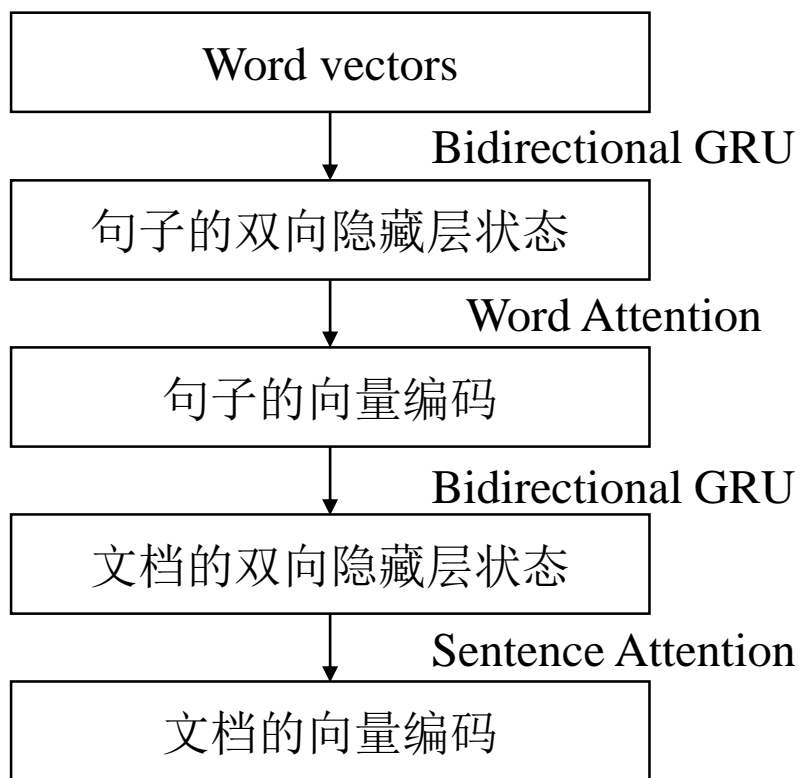 Word vectors
Bidirectional GRU
句子的双向隐藏层状态
Word Attention
句子的向量编码
Bidirectional GRU
文档的双向隐藏层状态
Sentence Attention
文档的向量编码